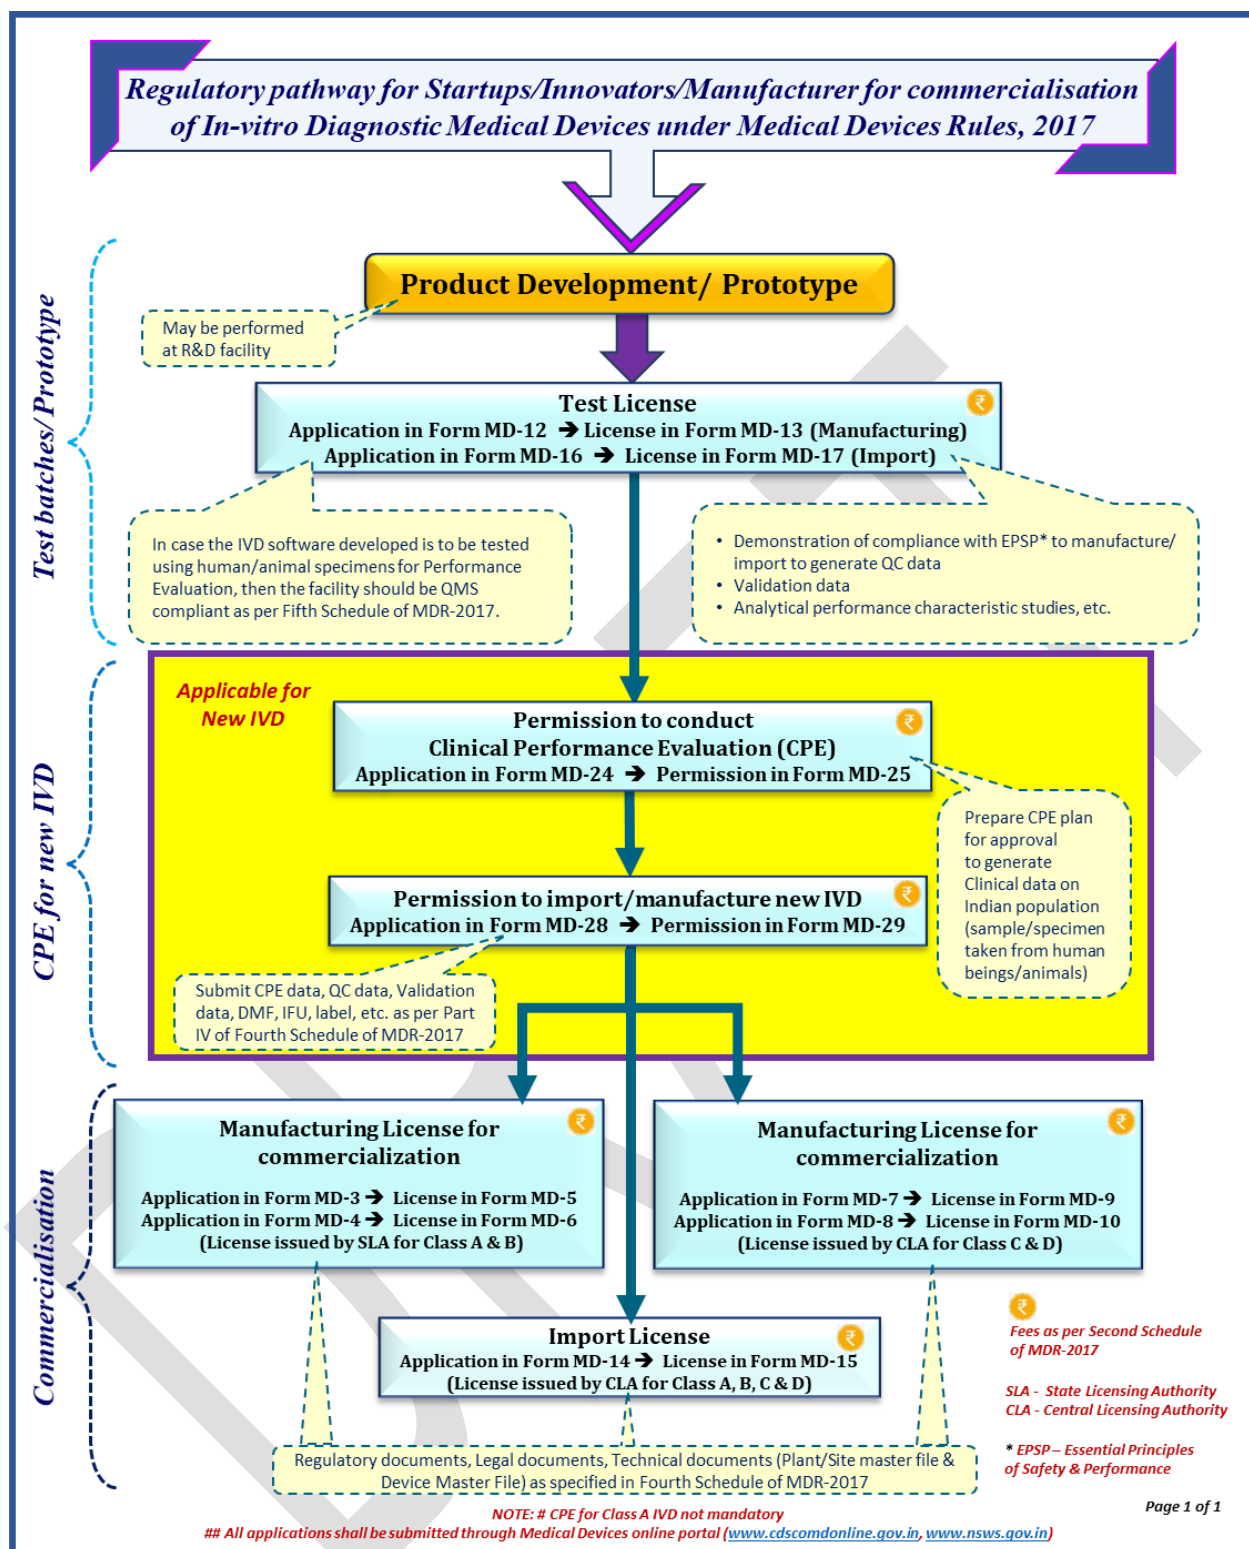 Regulatory pathway for Startups/Innovators/Manufacturer for commercialisation
of In-vitro Diagnostic Medical Devices under Medical Devices Rules, 2017
Test batches/ Prototype
Product Development/ Prototype
May be performed
at R&D facility
Test License
₹
Application in Form MD-12 ➔ License in Form MD-13 (Manufacturing)
Application in Form MD-16 ➔ License in Form MD-17 (Import)
In case the IVD software developed is to be tested
using human/animal specimens for Performance
Evaluation, then the facility should be QMS
compliant as per Fifth Schedule of MDR-2017.
• Demonstration of compliance with EPSP* to manufacture/
import to generate QC data
• Validation data
• Analytical performance characteristic studies, etc.
CPE for new IVD
Applicable for
New IVD
Permission to conduct
₹
Clinical Performance Evaluation (CPE)
Application in Form MD-24 ➔ Permission in Form MD-25
Prepare CPE plan
for approval
to generate
Clinical data on
Indian population
(sample/specimen
taken from human
beings/animals)
Permission to import/manufacture new IVD
₹
Application in Form MD-28 ➔ Permission in Form MD-29
Submit CPE data, QC data, Validation
data, DMF, IFU, label, etc. as per Part
IV of Fourth Schedule of MDR-2017
Commercialisation
Manufacturing License for
₹
commercialization
Application in Form MD-3 ➔ License in Form MD-5
Application in Form MD-4 ➔ License in Form MD-6
(License issued by SLA for Class A & B)
Manufacturing License for
₹
commercialization
Application in Form MD-7 ➔ License in Form MD-9
Application in Form MD-8 ➔ License in Form MD-10
(License issued by CLA for Class C & D)
Import License
₹
Application in Form MD-14 ➔ License in Form MD-15
(License issued by CLA for Class A, B, C & D)
Regulatory documents, Legal documents, Technical documents (Plant/Site master file &
Device Master File) as specified in Fourth Schedule of MDR-2017
₹
Fees as per Second Schedule
of MDR-2017
SLA - State Licensing Authority
CLA - Central Licensing Authority
* EPSP – Essential Principles
of Safety & Performance
Page 1 of 1
NOTE: # CPE for Class A IVD not mandatory
## All applications shall be submitted through Medical Devices online portal (www.cdscomdonline.gov.in, www.nsws.gov.in)